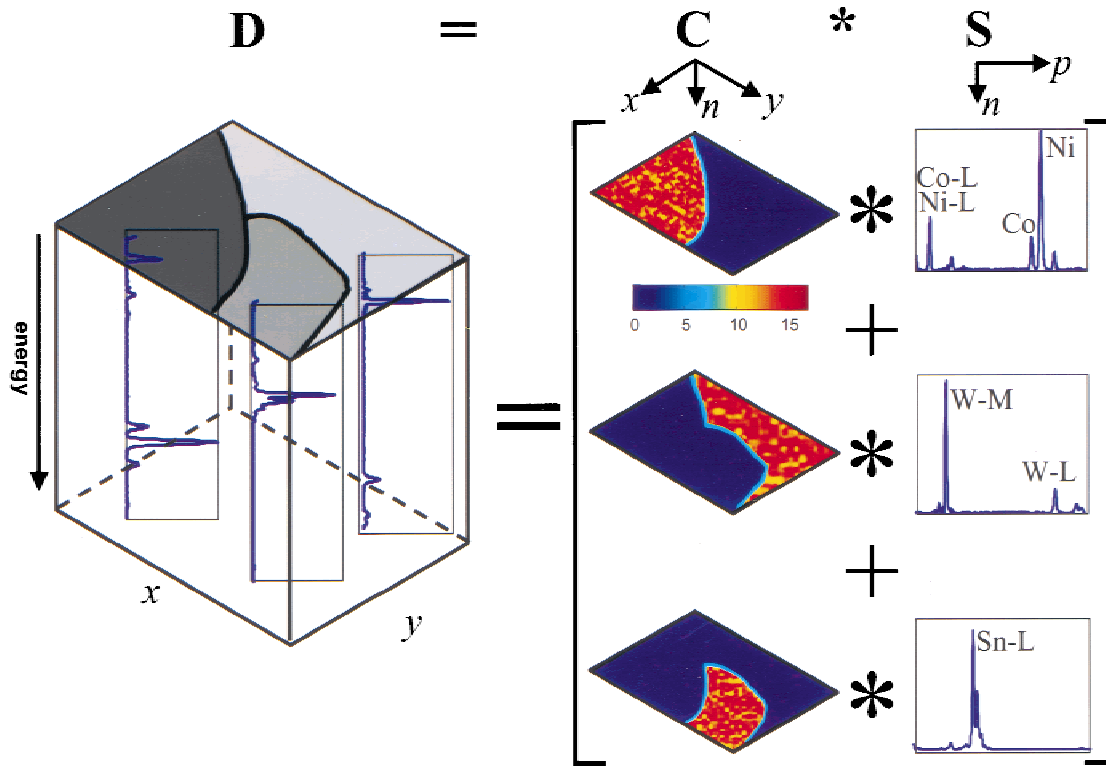 D = C * S
x n y
p
n
Co-L
Ni-L
Co
Ni
*
0 5 10 15
+
energy
=
W-M
W-L
*
+
x
y
Sn-L
*